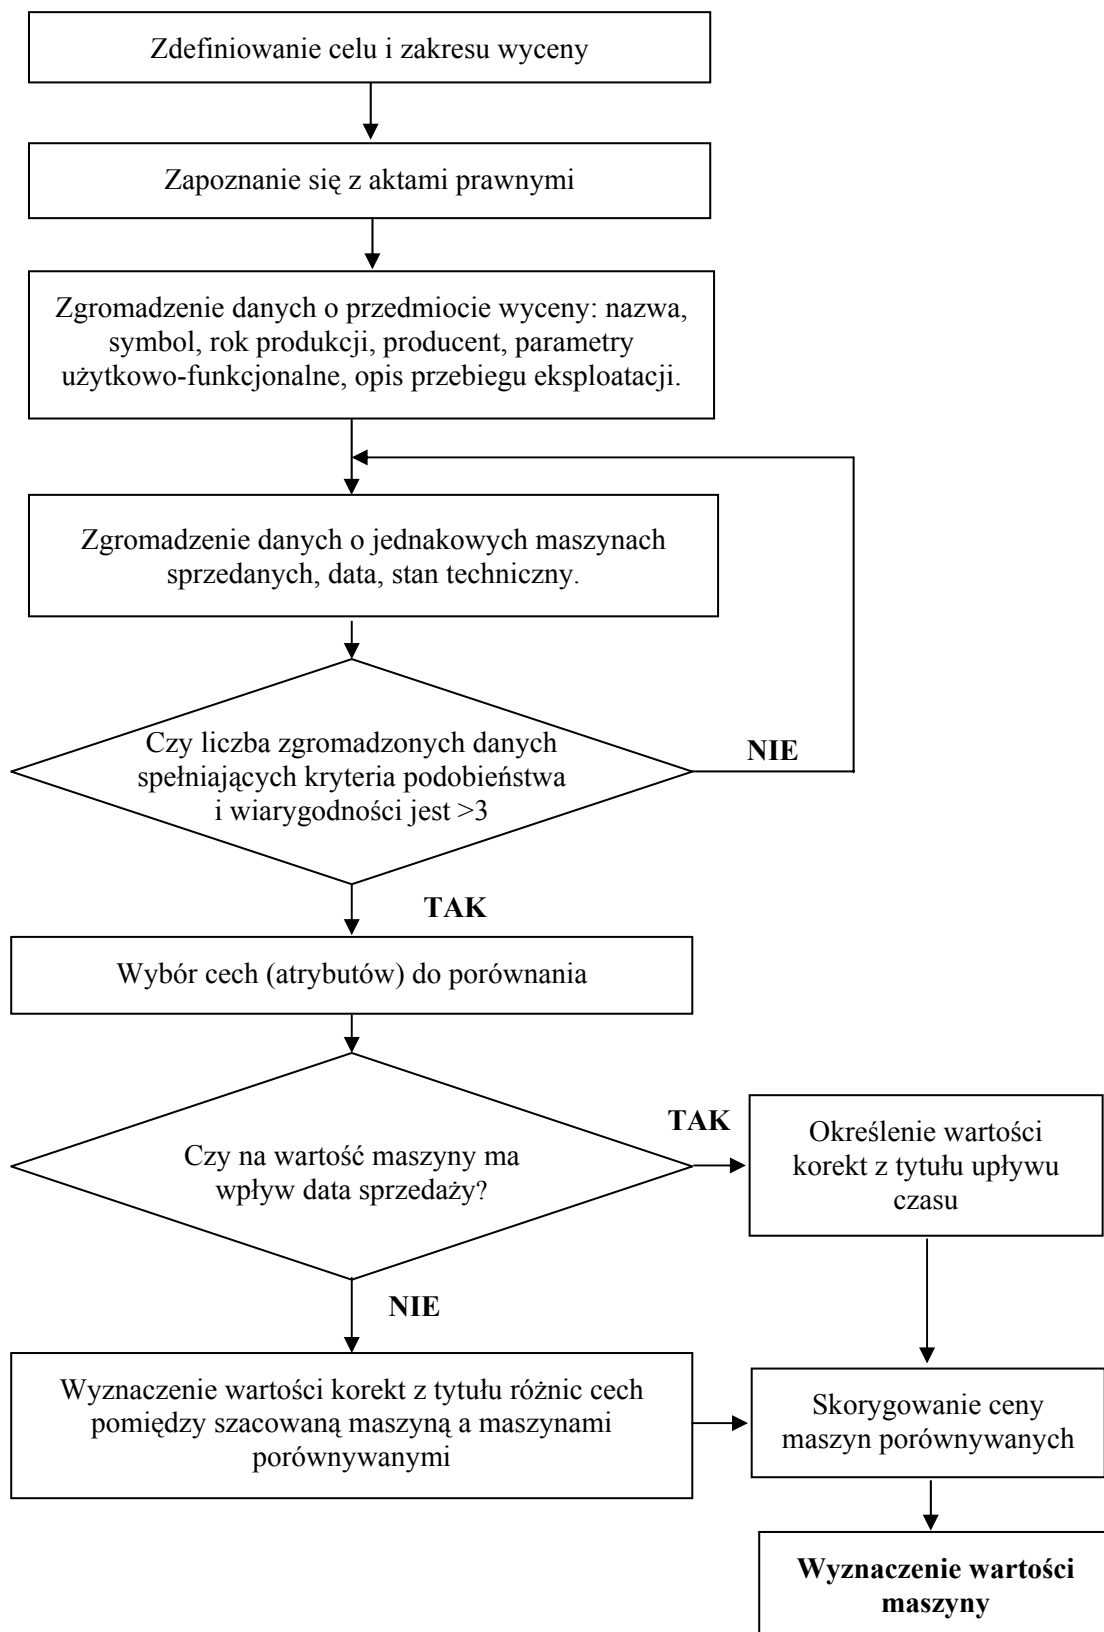 Zdefiniowanie celu i zakresu wyceny
Zapoznanie się z aktami prawnymi
Zgromadzenie danych o przedmiocie wyceny: nazwa,
symbol, rok produkcji, producent, parametry
użytkowo-funkcjonalne, opis przebiegu eksploatacji.
Zgromadzenie danych o jednakowych maszynach
sprzedanych, data, stan techniczny.
Czy liczba zgromadzonych danych
spełniających kryteria podobieństwa
i wiarygodności jest >3
NIE
TAK
Wybór cech (atrybutów) do porównania
Czy na wartość maszyny ma
wpływ data sprzedaży?
TAK
Określenie wartości
korekt z tytułu upływu
czasu
NIE
Wyznaczenie wartości korekt z tytułu różnic cech
pomiędzy szacowaną maszyną a maszynami
porównywanymi
Skorygowanie ceny
maszyn porównywanych
Wyznaczenie wartości
maszyny